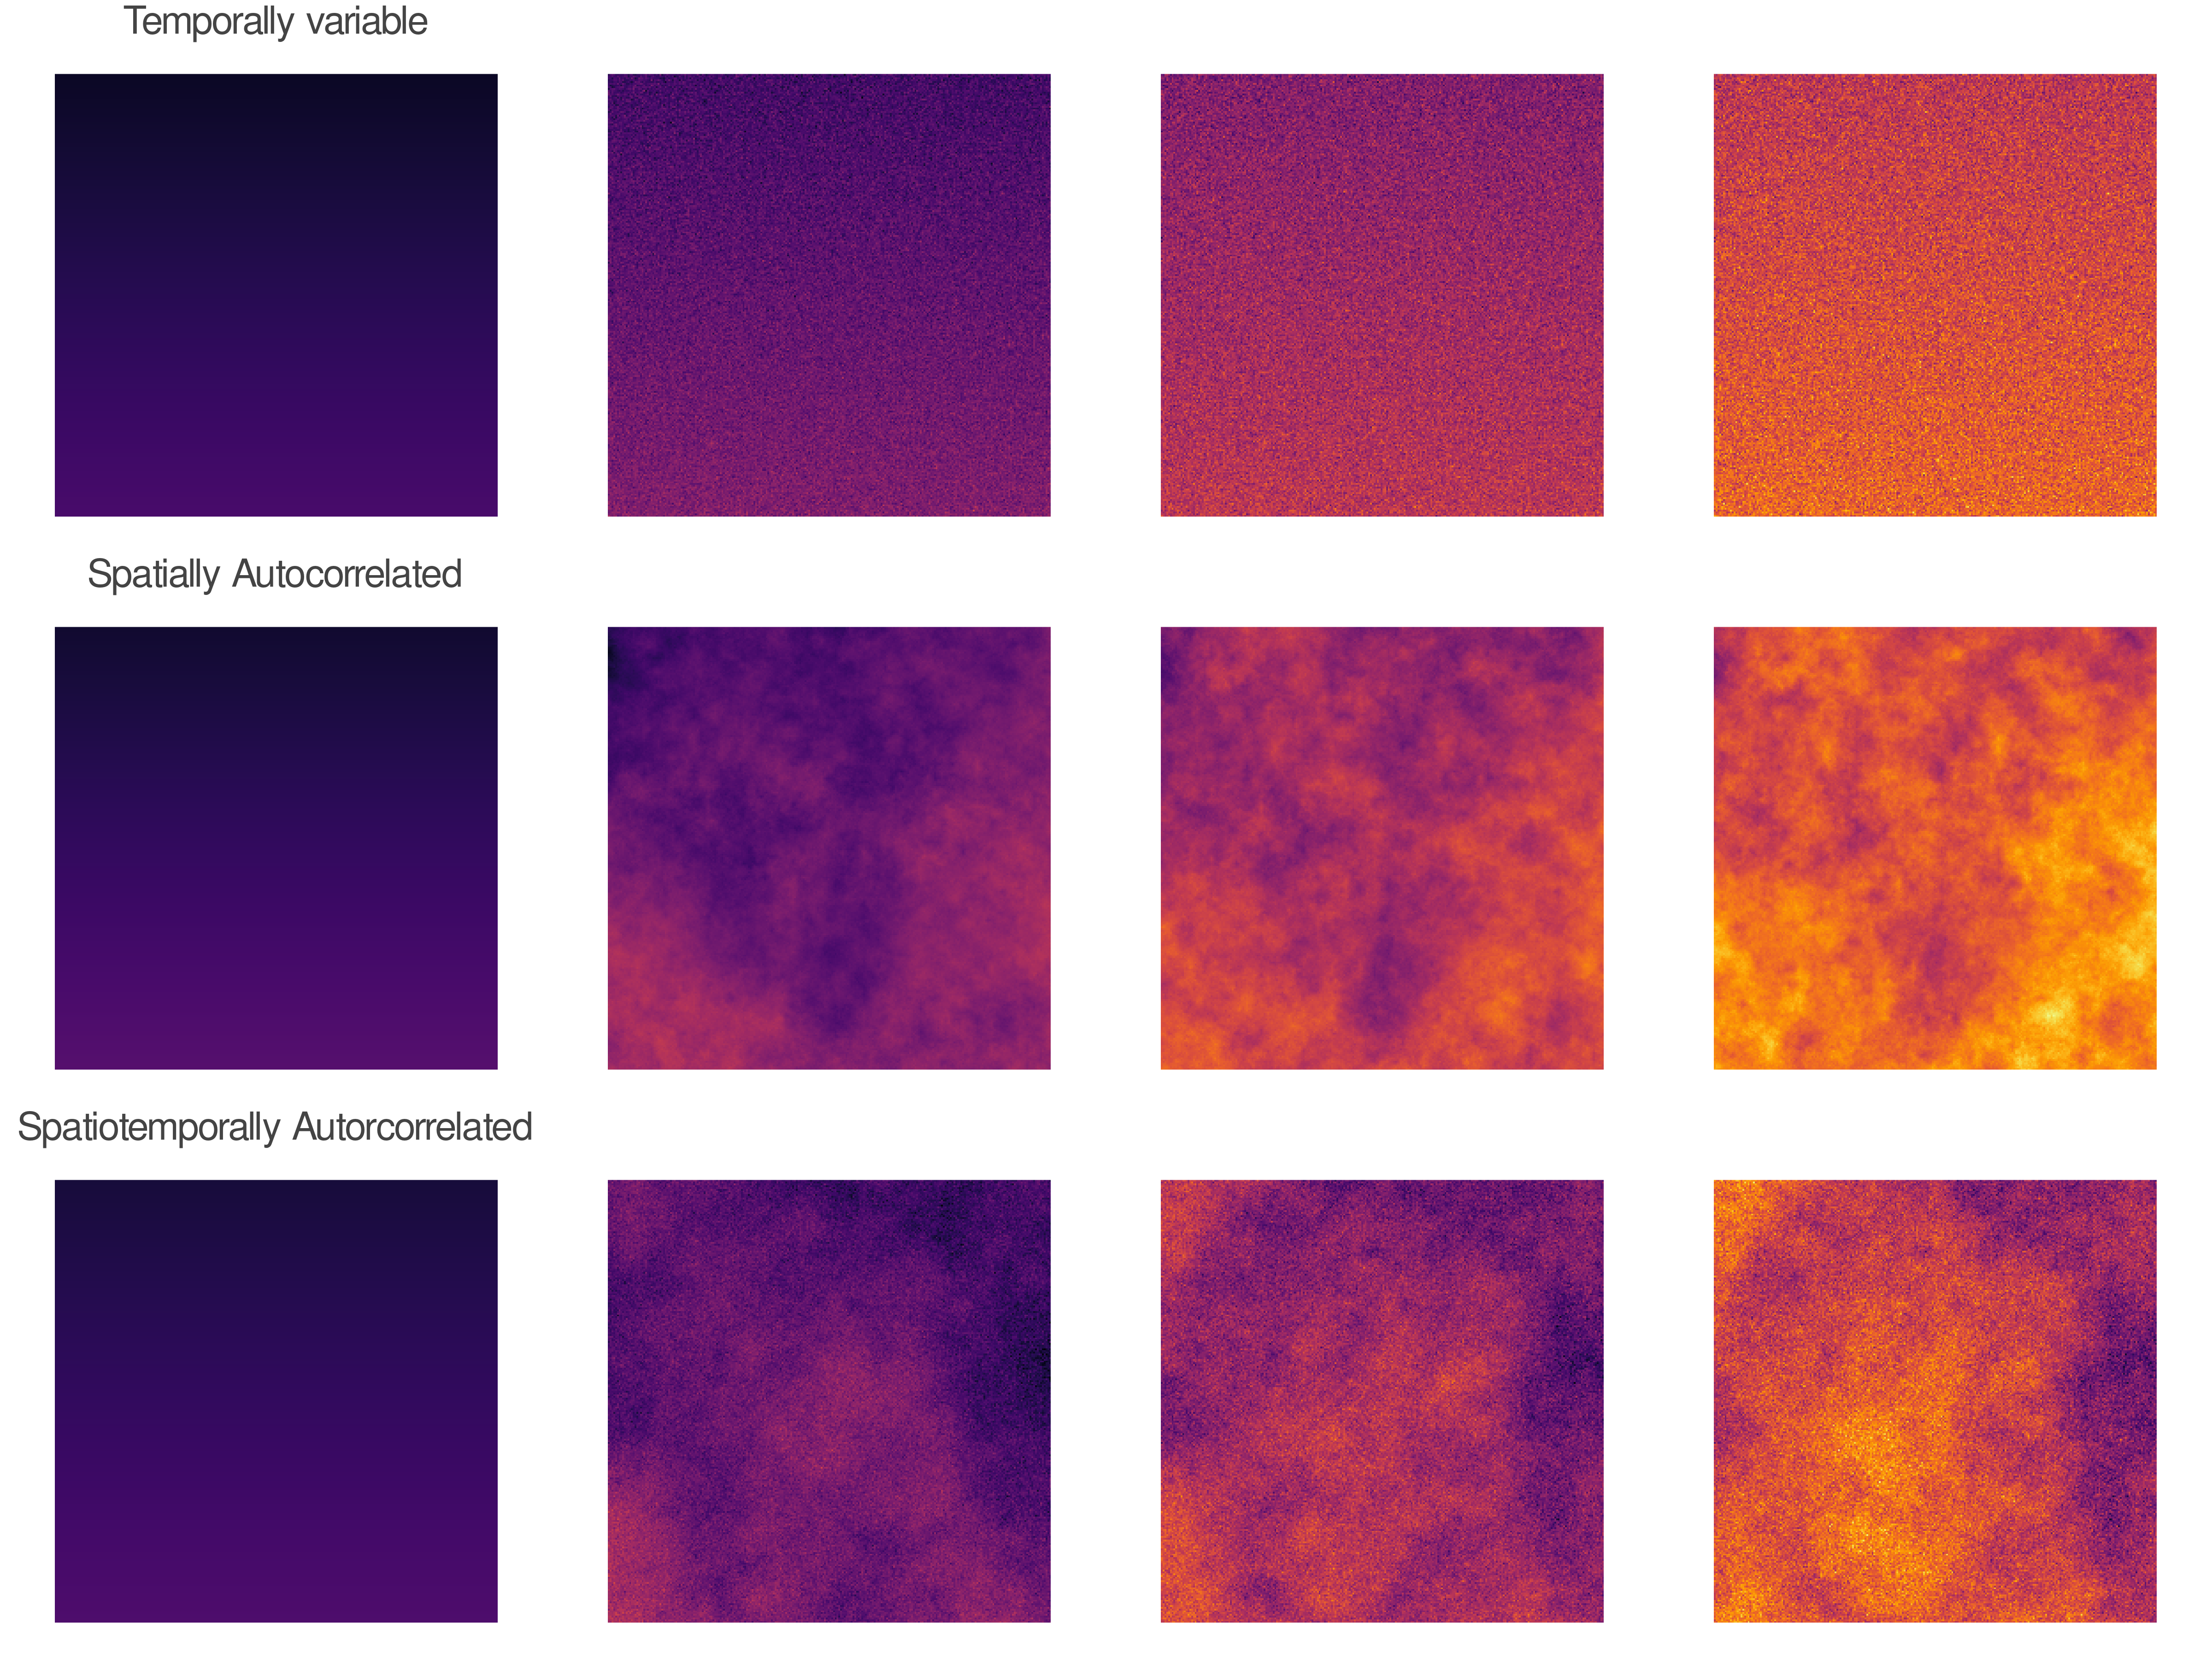 Temporally variable
Spatially Autocorrelated
Spatiotemporally Autorcorrelated